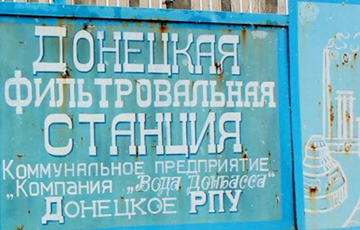 ДОНЕЦКАЯ
ФИЛЬТРОВАЛЬНАЯ
СТАНЦИЯ
КОММУНАЛЬНОЕ ПРЕДПРИЯТИЕ
„КОМПАНИЯ „ВОДА ДОНБАССА“
ДОНЕЦКОЕ РПУ